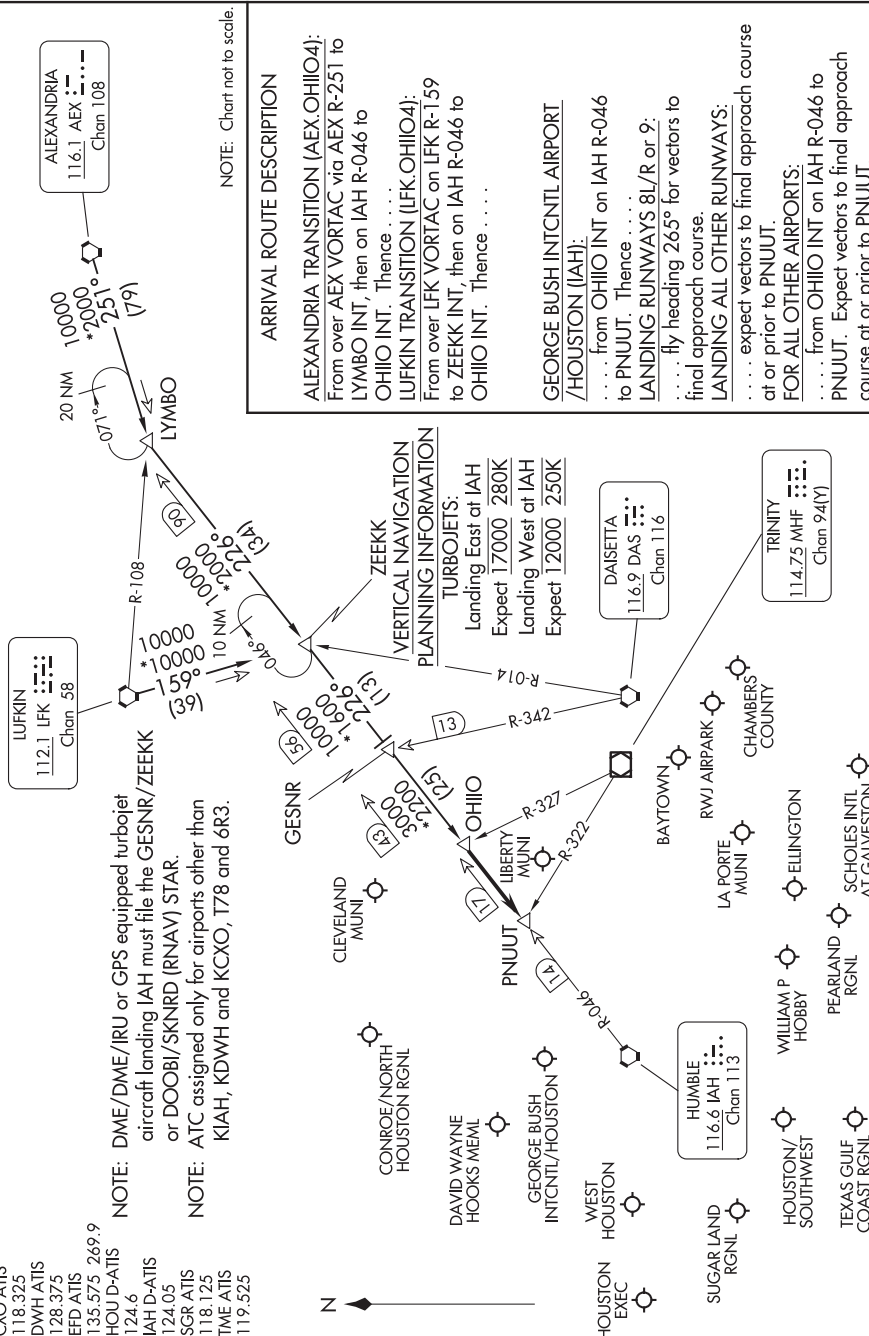 CXO ATIS
118.325
DWH ATIS
128.375
EFD ATIS
135.575 269.9
HOU D-ATIS
124.6
IAH D-ATIS
124.05
SGR ATIS
118.125
TME ATIS
119.525
NOTE: DME/DME/IRU or GPS equipped turbojet
aircraft landing IAH must file the GESNR/ZEEKK
or DOOBI/SKNRD (RNAV) STAR.
NOTE: ATC assigned only for airports other than
KIAH, KDWH and KCXO, T78 and 6R3.
LUFKIN
112.1 LFK
Chan 58
ALEXANDRIA
116.1 AEX
Chan 108
NOTE: Chart not to scale.
10000
*2000
251°
(79)
20 NM
071°
LYMBO
R-108
90
10000
*2000
226°
(34)
10000
*10000
159°
(39)
10 NM
046°
ZEEKK
56
10000
*1600
226°
(13)
GESNR
43
3000
*2200
(25)
OHIIO
17
PNUUT
14
R-046
R-014
R-342
13
R-327
R-322
VERTICAL NAVIGATION
PLANNING INFORMATION
TURBOJETS:
Landing East at IAH
Expect 17000 280K
Landing West at IAH
Expect 12000 250K
DAISETTA
116.9 DAS
Chan 116
TRINITY
114.75 MHF
Chan 94(Y)
HUMBLE
116.6 IAH
Chan 113
CLEVELAND
MUNI
LIBERTY
MUNI
CONROE/NORTH
HOUSTON RGNL
DAVID WAYNE
HOOKS MEML
GEORGE BUSH
INTCNTL/HOUSTON
WEST
HOUSTON
HOUSTON
EXEC
SUGAR LAND
RGNL
HOUSTON/
SOUTHWEST
TEXAS GULF
COAST RGNL
WILLIAM P
HOBBY
PEARLAND
RGNL
ELLINGTON
SCHOLES INTL
AT GALVESTON
LA PORTE
MUNI
BAYTOWN
RWJ AIRPARK
CHAMBERS
COUNTY
N
ARRIVAL ROUTE DESCRIPTION
ALEXANDRIA TRANSITION (AEX.OHIIO4):
From over AEX VORTAC via AEX R-251 to
LYMBO INT, then on IAH R-046 to
OHIIO INT. Thence . . . .
LUFKIN TRANSITION (LFK.OHIIO4):
From over LFK VORTAC on LFK R-159
to ZEEKK INT, then on IAH R-046 to
OHIIO INT. Thence . . . .
GEORGE BUSH INTCNTL AIRPORT
/HOUSTON (IAH):
. . . . from OHIIO INT on IAH R-046
to PNUUT. Thence . . . .
LANDING RUNWAYS 8L/R or 9:
. . . . fly heading 265° for vectors to
final approach course.
LANDING ALL OTHER RUNWAYS:
. . . . expect vectors to final approach course
at or prior to PNUUT.
FOR ALL OTHER AIRPORTS:
. . . . from OHIIO INT on IAH R-046 to
PNUUT. Expect vectors to final approach
course at or prior to PNUUT